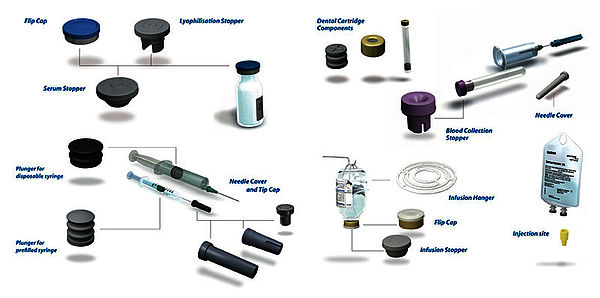 Flip Cap
Lyophilisation Stopper
Serum Stopper
Dental Cartridge
Components
Needle Cover
Blood Collection
Stopper
Plunger for
disposable syringe
Needle Cover
and Tip Cap
Plunger for
prefilled syringe
Infusion Hanger
Flip Cap
Infusion Stopper
Injection site